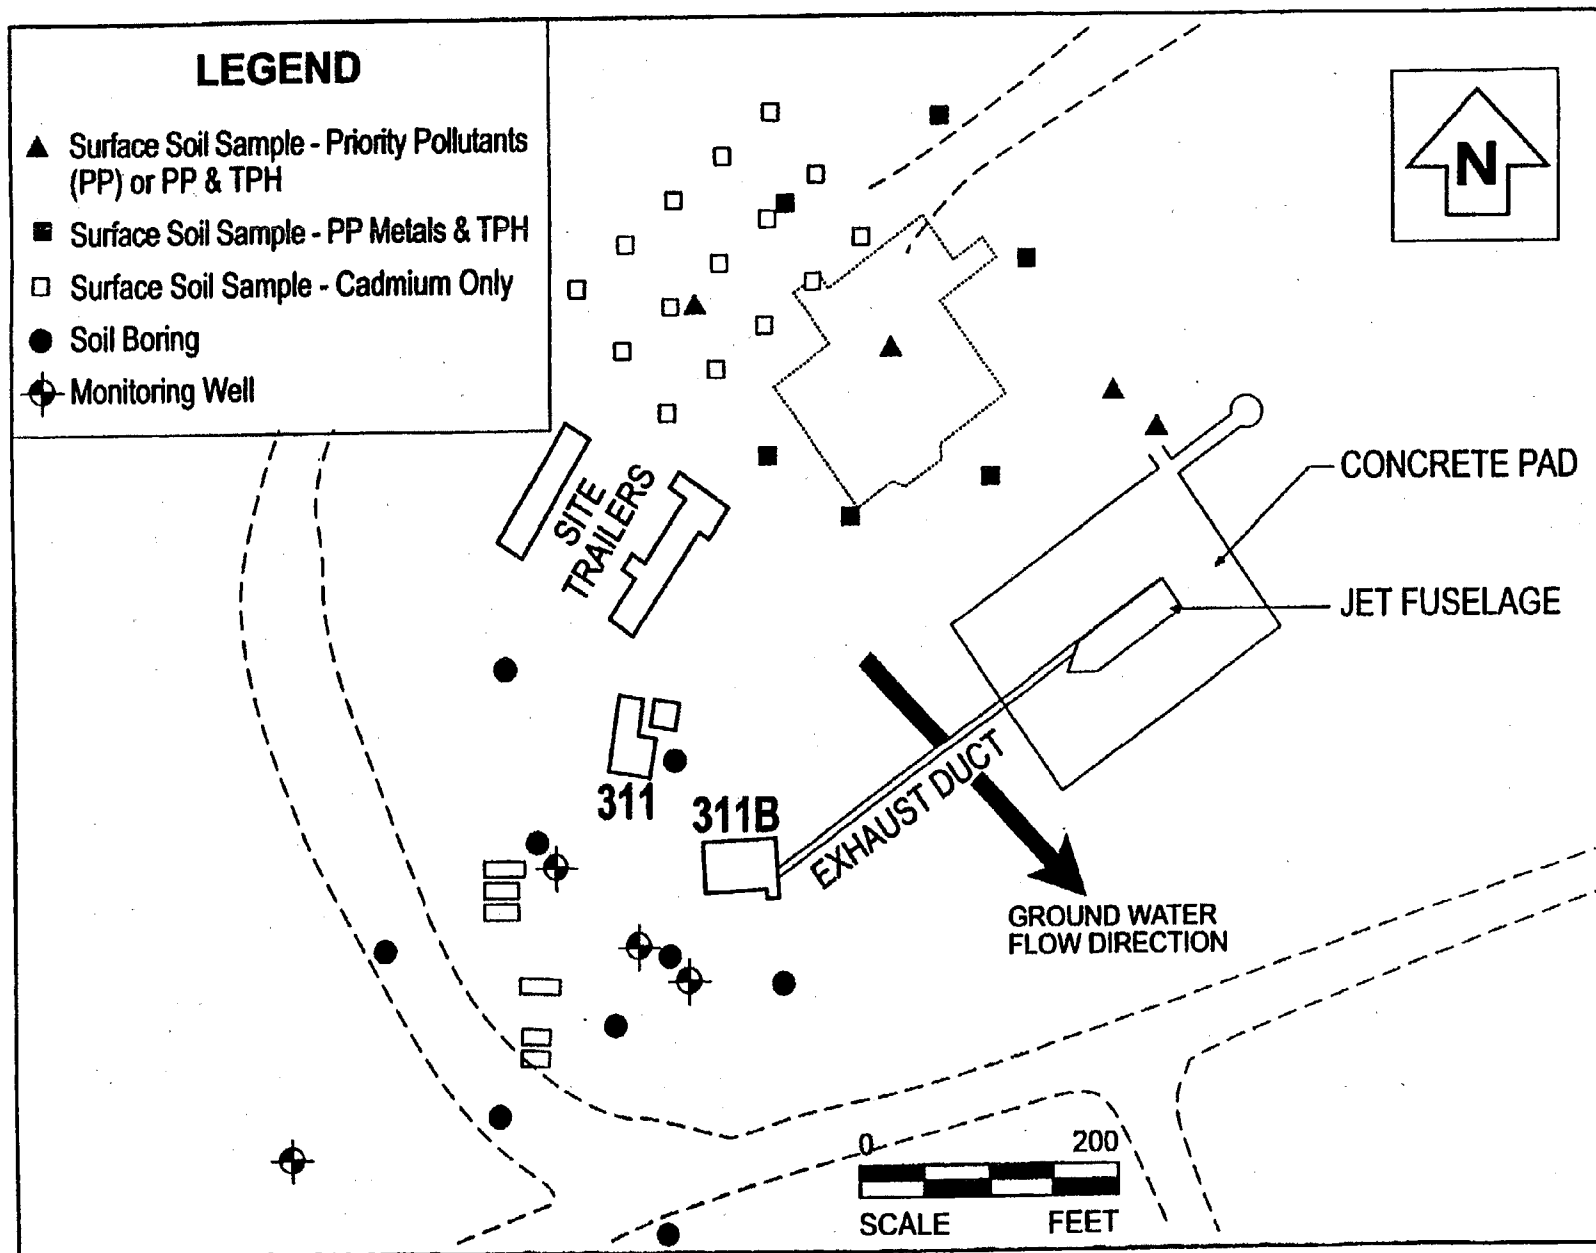 LEGEND
Surface Soil Sample - Priority Pollutants
(PP) or PP & TPH
Surface Soil Sample - PP Metals & TPH
Surface Soil Sample - Cadmium Only
Soil Boring
Monitoring Well
N
SITE
TRAILERS
CONCRETE PAD
JET FUSELAGE
311
311B
EXHAUST DUCT
GROUND WATER
FLOW DIRECTION
0 200
SCALE FEET